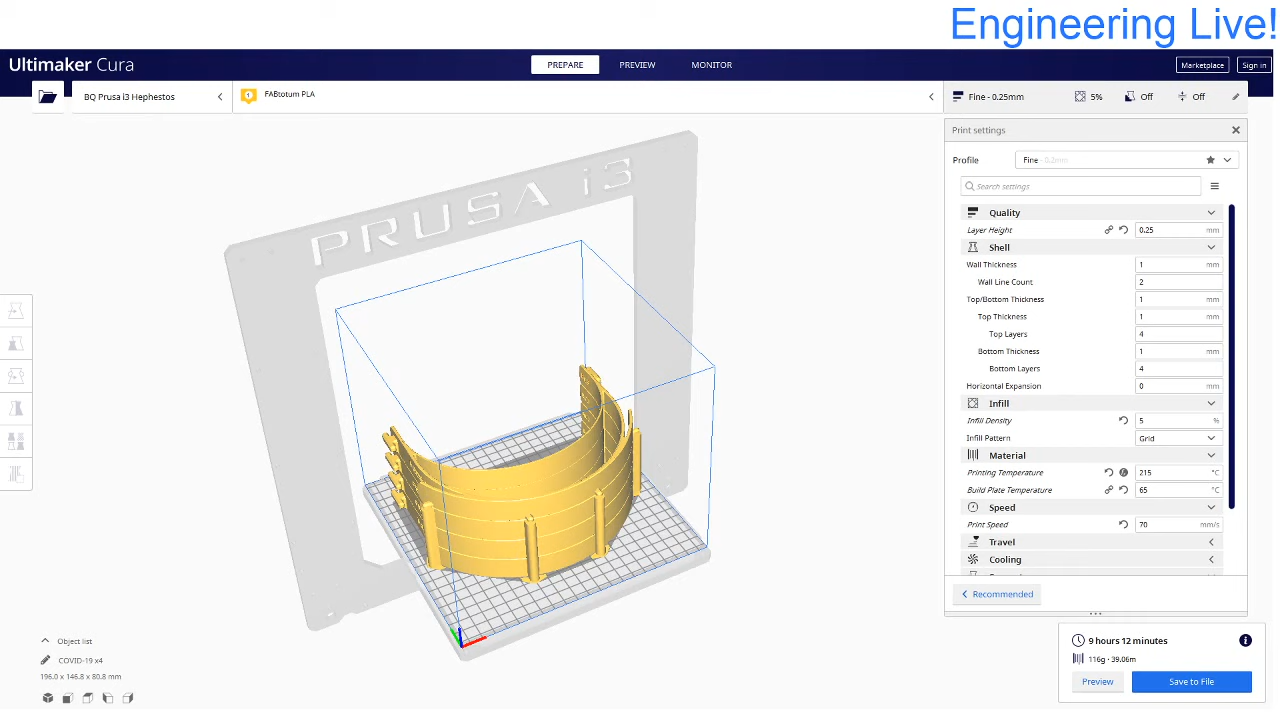 Engineering Live!
Ultimaker Cura
PREPARE
PREVIEW
MONITOR
Marketplace
Sign in
BQ Prusa i3 Hephestos
1
FABtotum PLA
Fine - 0.25mm
5%
Off
Off
PRUSA i3
Print settings
Profile
Fine - 0.2mm
Search settings
Quality
Layer Height 0.25 mm
Shell
Wall Thickness 1 mm
Wall Line Count 2
Top/Bottom Thickness 1 mm
Top Thickness 1 mm
Top Layers 4
Bottom Thickness 1 mm
Bottom Layers 4
Horizontal Expansion 0 mm
Infill
Infill Density 5 %
Infill Pattern Grid
Material
Printing Temperature 215 °C
Build Plate Temperature 65 °C
Speed
Print Speed 70 mm/s
Travel
Cooling
Recommended
Object list
COVID-19 x4
196.0 x 146.8 x 80.8 mm
9 hours 12 minutes
116g · 39.06m
Preview
Save to File